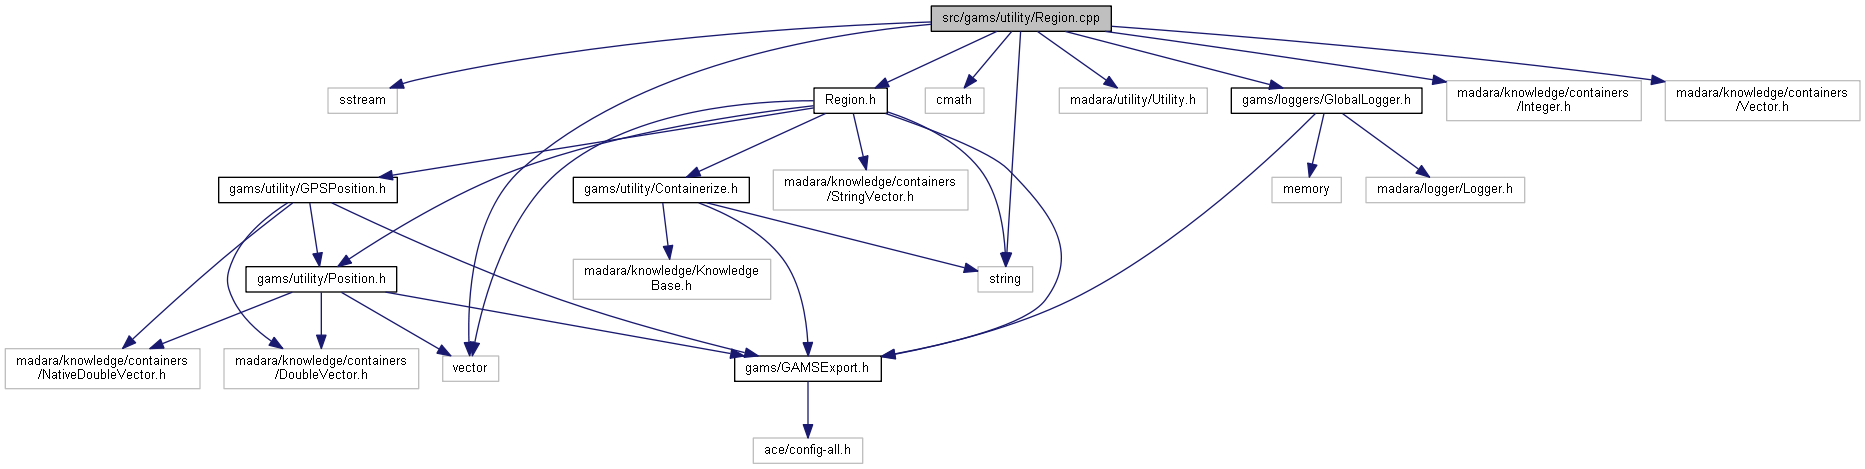 src/gams/utility/Region.cpp
sstream
Region.h
cmath
madara/utility/Utility.h
gams/loggers/GlobalLogger.h
madara/knowledge/containers
/Integer.h
madara/knowledge/containers
/Vector.h
gams/utility/GPSPosition.h
gams/utility/Containerize.h
madara/knowledge/containers
/StringVector.h
memory
madara/logger/Logger.h
gams/utility/Position.h
madara/knowledge/Knowledge
Base.h
string
madara/knowledge/containers
/NativeDoubleVector.h
madara/knowledge/containers
/DoubleVector.h
vector
gams/GAMSExport.h
ace/config-all.h